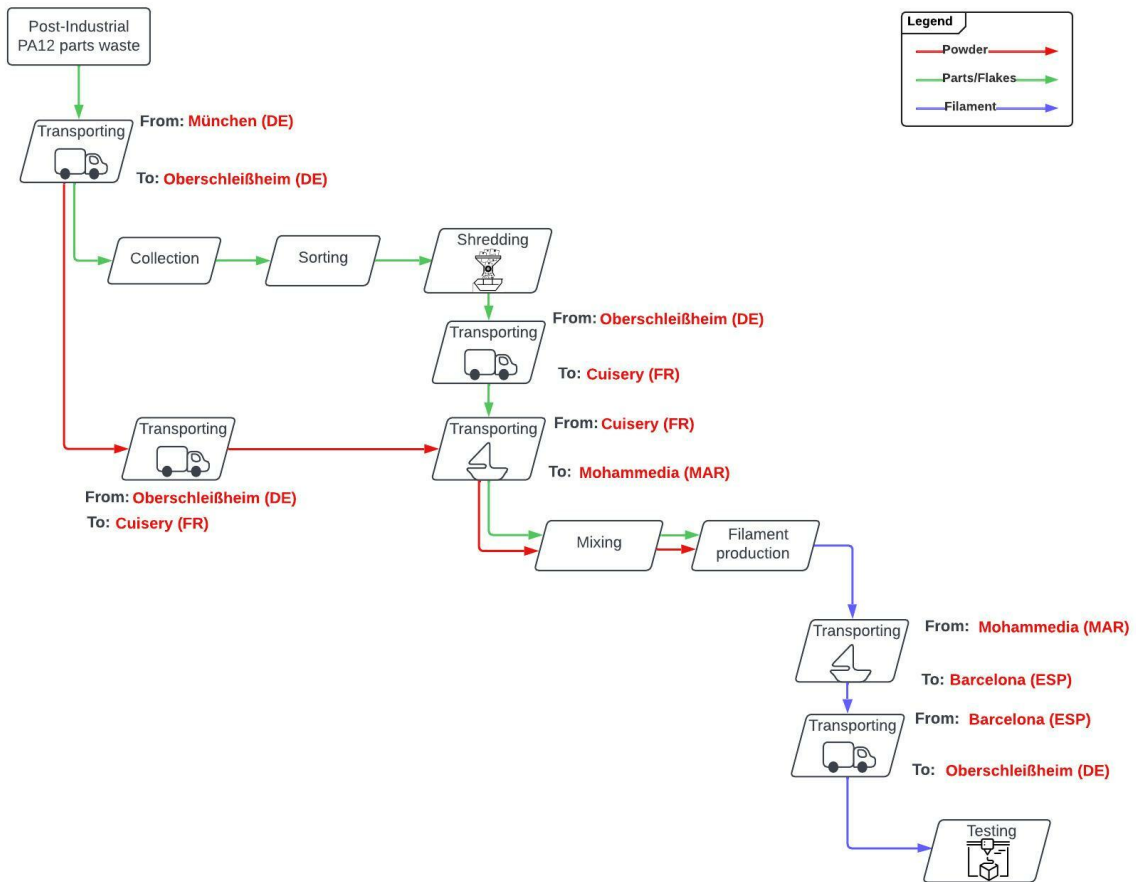 Post-Industrial
PA12 parts waste
Legend
Powder
Parts/Flakes
Filament
Transporting
From: München (DE)
To: Oberschleißheim (DE)
Collection
Sorting
Shredding
Transporting
From: Oberschleißheim (DE)
To: Cuisery (FR)
Transporting
From: Oberschleißheim (DE)
To: Cuisery (FR)
Transporting
From: Cuisery (FR)
To: Mohammedia (MAR)
Mixing
Filament
production
Transporting
From: Mohammedia (MAR)
To: Barcelona (ESP)
Transporting
From: Barcelona (ESP)
To: Oberschleißheim (DE)
Testing